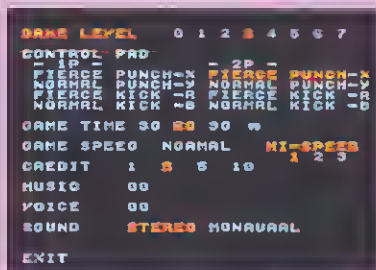 GAME LEVEL 0 1 2 3 4 5 6 7
CONTROL PAD
- 1P - - 2P -
FIERCE PUNCH-X FIERCE PUNCH-X
NORMAL PUNCH-Y NORMAL PUNCH-Y
FIERCE KICK -R FIERCE KICK -R
NORMAL KICK -B NORMAL KICK -B
GAME TIME 30 60 90 ∞
GAME SPEED NORMAL HI-SPEED
1 2 3
CREDIT 1 3 5 10
MUSIC 00
VOICE 00
SOUND STEREO MONAURAL
EXIT